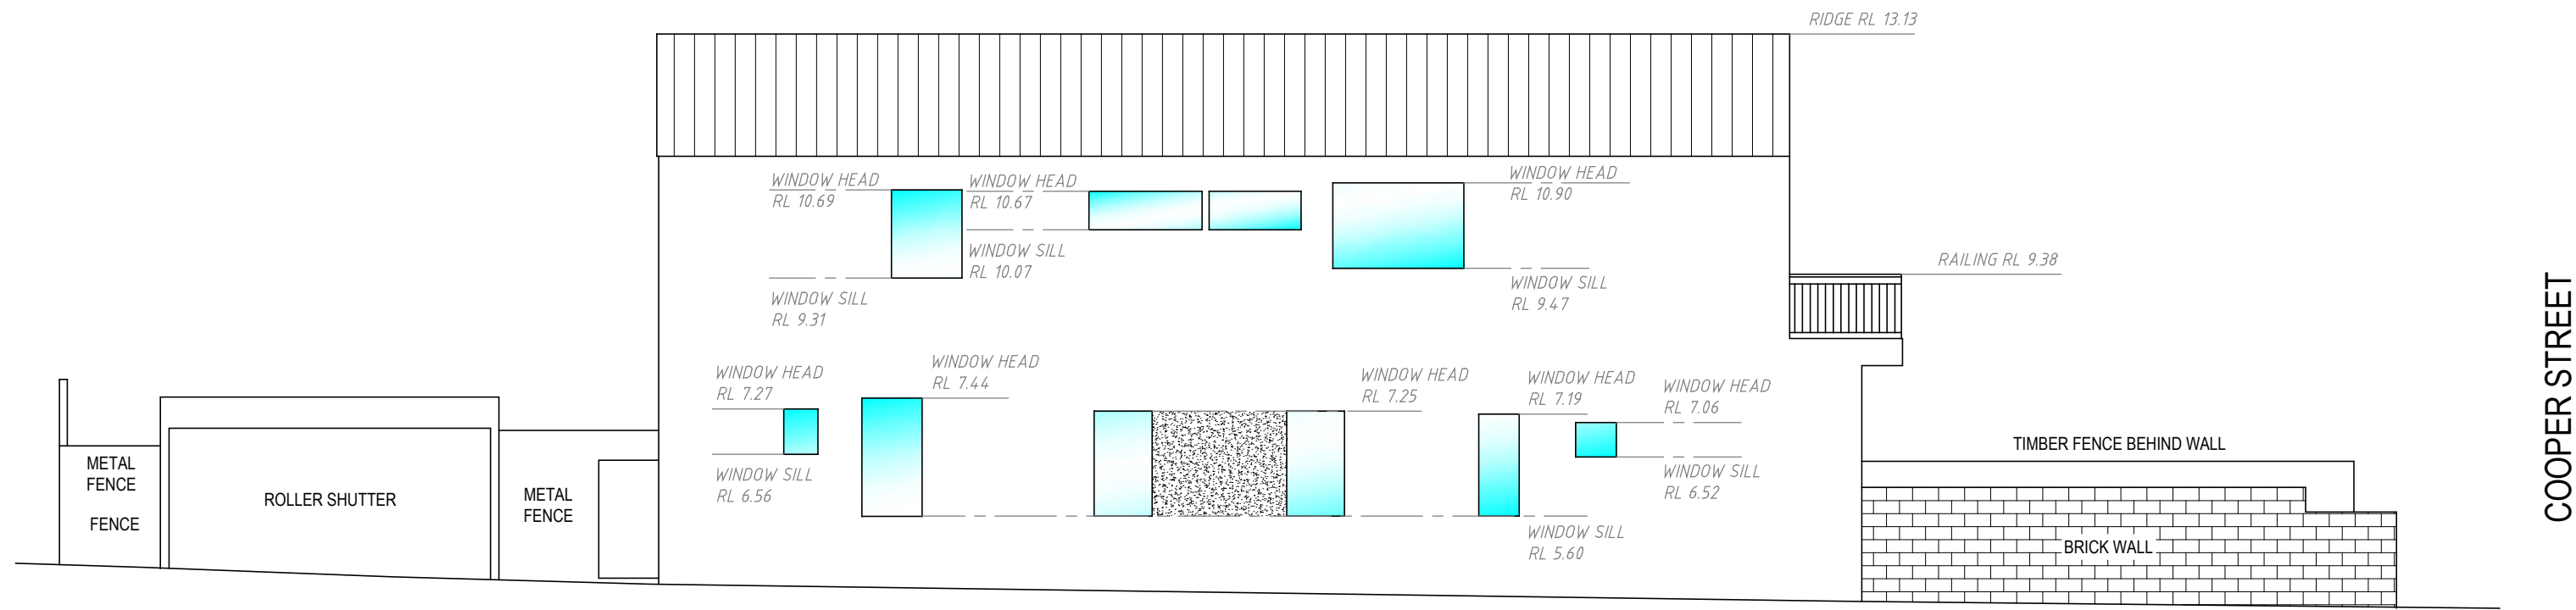 RIDGE RL 13.13
WINDOW HEAD
RL 10.69
WINDOW HEAD
RL 10.67
WINDOW HEAD
RL 10.90
WINDOW SILL
RL 10.07
WINDOW SILL
RL 9.31
WINDOW SILL
RL 9.47
RAILING RL 9.38
WINDOW HEAD
RL 7.27
WINDOW HEAD
RL 7.44
WINDOW HEAD
RL 7.25
WINDOW HEAD
RL 7.19
WINDOW HEAD
RL 7.06
WINDOW SILL
RL 6.56
WINDOW SILL
RL 6.52
WINDOW SILL
RL 5.60
METAL
FENCE
FENCE
ROLLER SHUTTER
METAL
FENCE
TIMBER FENCE BEHIND WALL
BRICK WALL
COOPER STREET